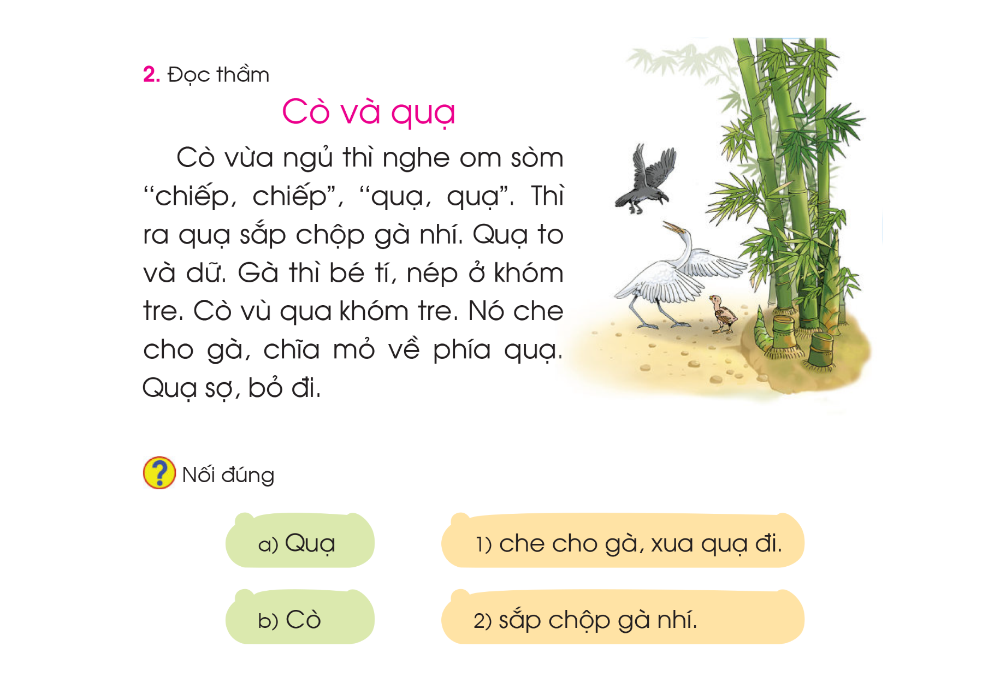 2. Đọc thầm
Cò và quạ
Cò vừa ngủ thì nghe om sòm
“chiếp, chiếp”, “quạ, quạ”. Thì
ra quạ sắp chộp gà nhí. Quạ to
và dữ. Gà thì bé tí, nép ở khóm
tre. Cò vù qua khóm tre. Nó che
cho gà, chĩa mỏ về phía quạ.
Quạ sợ, bỏ đi.
? Nối đúng
a) Quạ
1) che cho gà, xua quạ đi.
b) Cò
2) sắp chộp gà nhí.